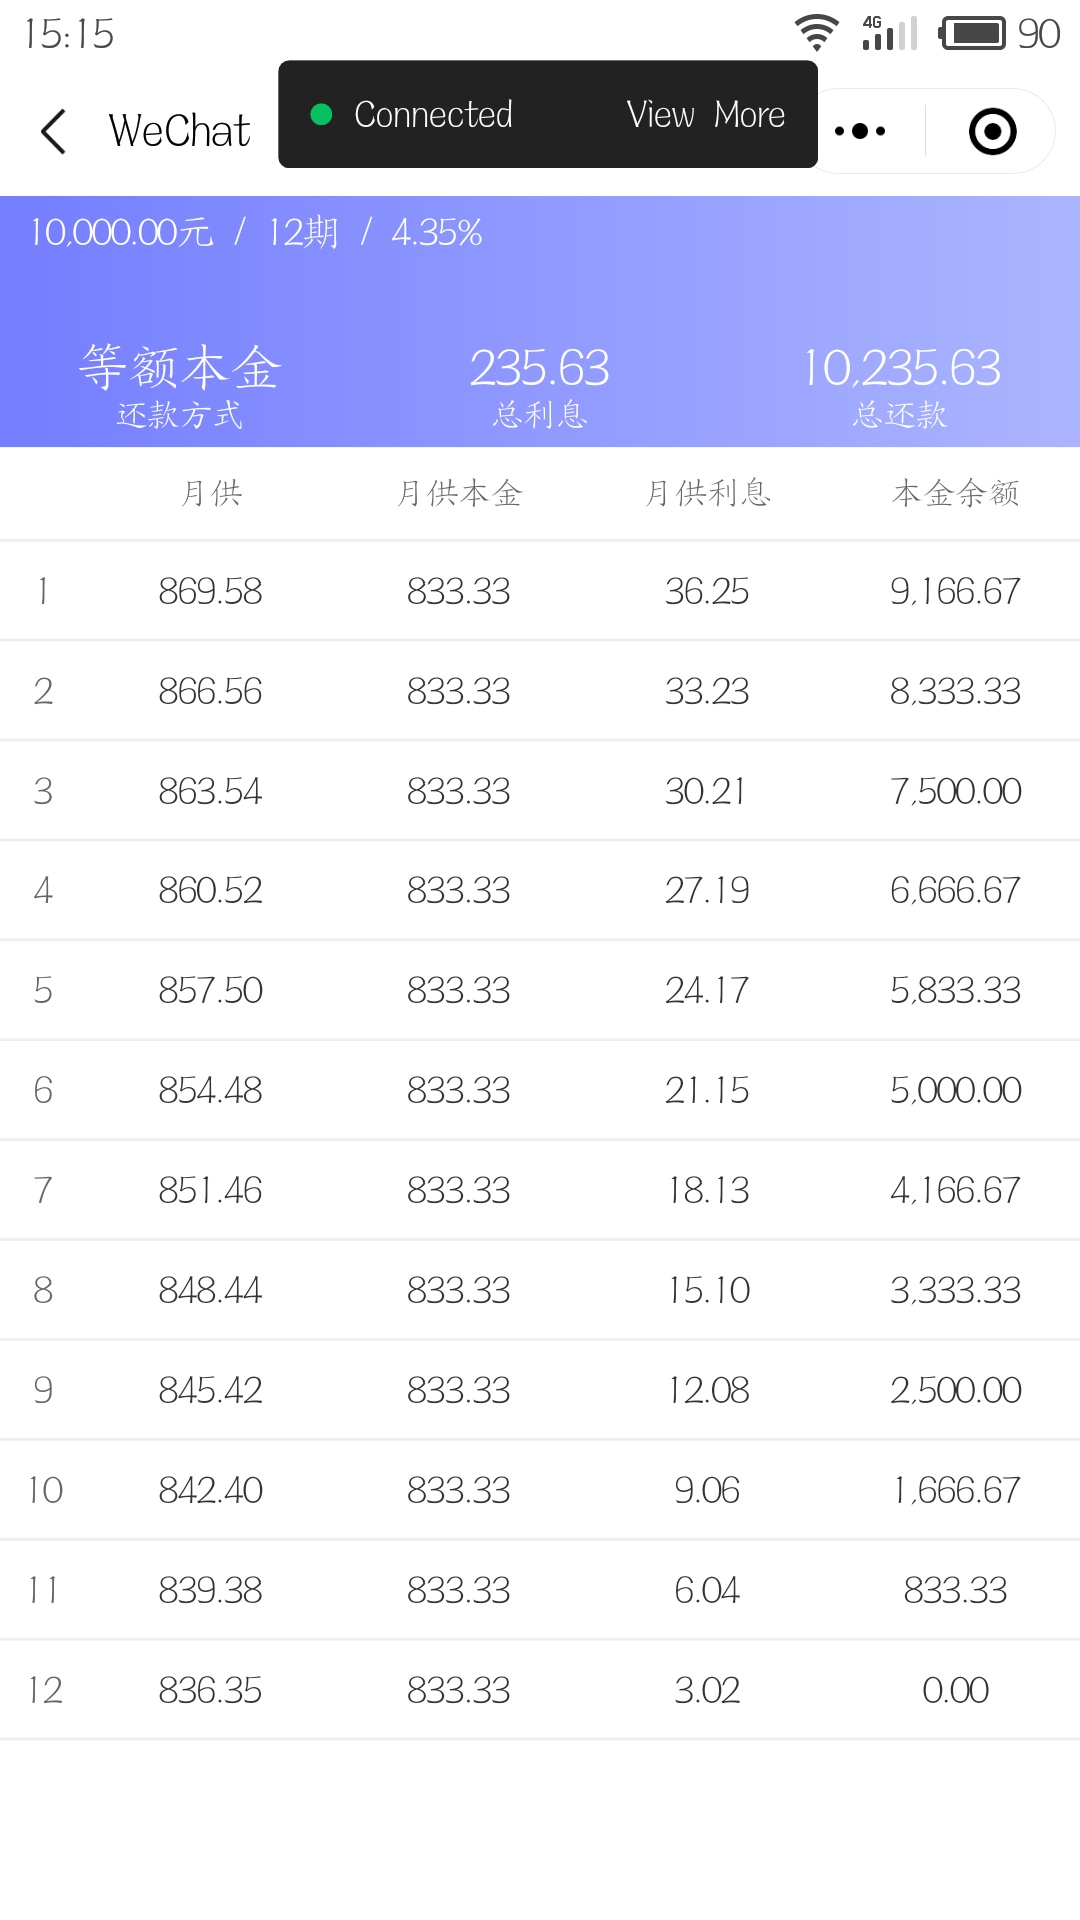 15:15 4G 90
WeChat Connected View More
10,000.00元 / 12期 / 4.35%
等额本金 235.63 10,235.63
还款方式 总利息 总还款
月供 月供本金 月供利息 本金余额
1 869.58 833.33 36.25 9,166.67
2 866.56 833.33 33.23 8,333.33
3 863.54 833.33 30.21 7,500.00
4 860.52 833.33 27.19 6,666.67
5 857.50 833.33 24.17 5,833.33
6 854.48 833.33 21.15 5,000.00
7 851.46 833.33 18.13 4,166.67
8 848.44 833.33 15.10 3,333.33
9 845.42 833.33 12.08 2,500.00
10 842.40 833.33 9.06 1,666.67
11 839.38 833.33 6.04 833.33
12 836.35 833.33 3.02 0.00